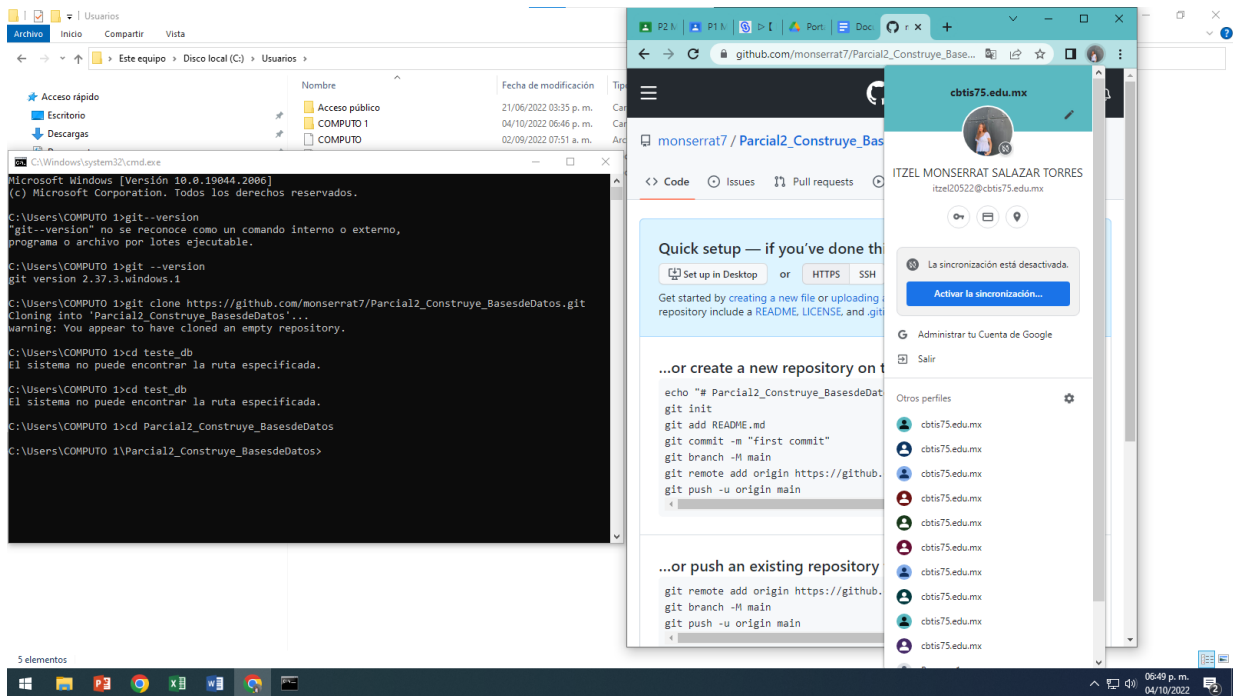 Usuarios
Archivo Inicio Compartir Vista
Este equipo > Disco local (C:) > Usuarios >
Nombre Fecha de modificación
Acceso rápido
Escritorio
Descargas
Acceso público 21/06/2022 03:35 p. m.
COMPUTO 1 04/10/2022 06:46 p. m.
COMPUTO 02/09/2022 07:51 a. m.
C:\Windows\system32\cmd.exe
Microsoft Windows [Versión 10.0.19044.2006]
(c) Microsoft Corporation. Todos los derechos reservados.
C:\Users\COMPUTO 1>git--version
"git--version" no se reconoce como un comando interno o externo,
programa o archivo por lotes ejecutable.
C:\Users\COMPUTO 1>git --version
git version 2.37.3.windows.1
C:\Users\COMPUTO 1>git clone https://github.com/monserrat7/Parcial2_Construye_BasesdeDatos.git
Cloning into 'Parcial2_Construye_BasesdeDatos'...
warning: You appear to have cloned an empty repository.
C:\Users\COMPUTO 1>cd teste_db
El sistema no puede encontrar la ruta especificada.
C:\Users\COMPUTO 1>cd test_db
El sistema no puede encontrar la ruta especificada.
C:\Users\COMPUTO 1>cd Parcial2_Construye_BasesdeDatos
C:\Users\COMPUTO 1\Parcial2_Construye_BasesdeDatos>
5 elementos
P2 M P1 M Port Doc r
github.com/monserrat7/Parcial2_Construye_Base...
monserrat7 / Parcial2_Construye_Bas
Code Issues Pull requests
Quick setup — if you've done thi
Set up in Desktop or HTTPS SSH
Get started by creating a new file or uploading
repository include a README, LICENSE, and .giti
...or create a new repository on t
echo "# Parcial2_Construye_BasesdeDat
git init
git add README.md
git commit -m "first commit"
git branch -M main
git remote add origin https://github.
git push -u origin main
...or push an existing repository
git remote add origin https://github.
git branch -M main
git push -u origin main
cbtis75.edu.mx
ITZEL MONSERRAT SALAZAR TORRES
itzel20522@cbtis75.edu.mx
La sincronización está desactivada.
Activar la sincronización...
Administrar tu Cuenta de Google
Salir
Otros perfiles
cbtis75.edu.mx
cbtis75.edu.mx
cbtis75.edu.mx
cbtis75.edu.mx
cbtis75.edu.mx
cbtis75.edu.mx
cbtis75.edu.mx
cbtis75.edu.mx
cbtis75.edu.mx
cbtis75.edu.mx
06:49 p. m.
04/10/2022